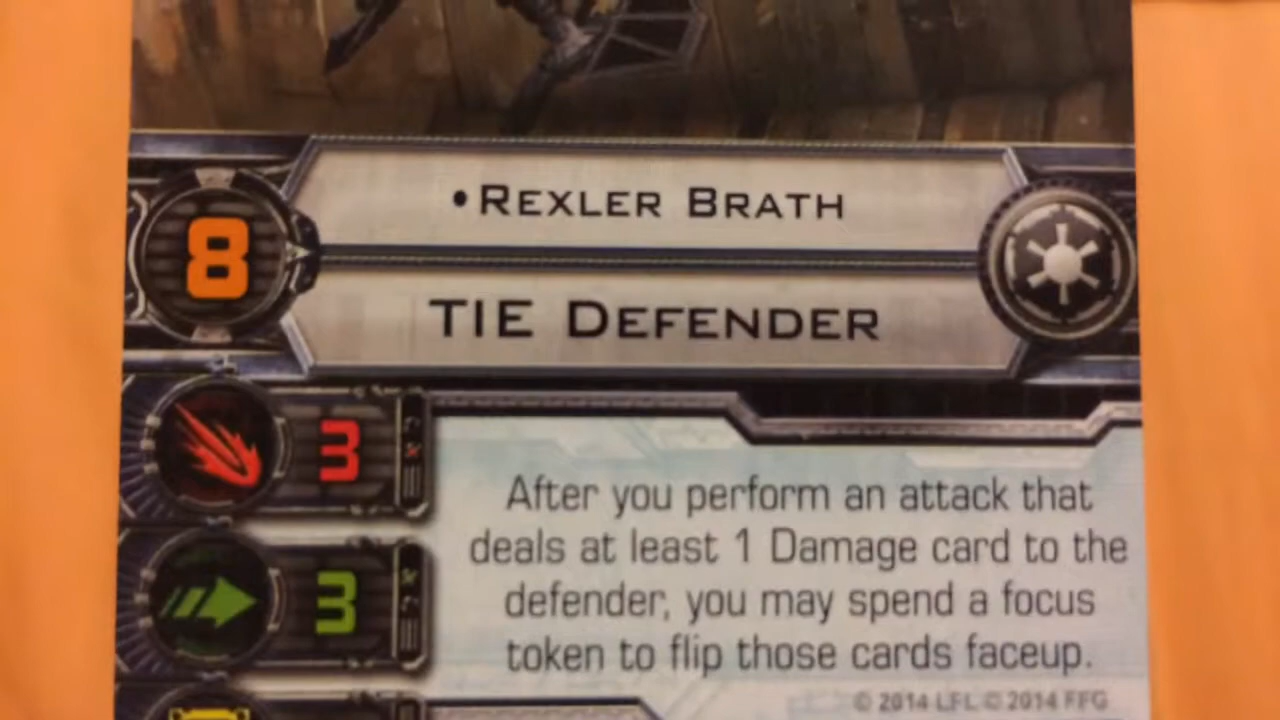 •Rexler Brath
8
TIE Defender
3
3
After you perform an attack that
deals at least 1 Damage card to the
defender, you may spend a focus
token to flip those cards faceup.
© 2014 LFL © 2014 FFG